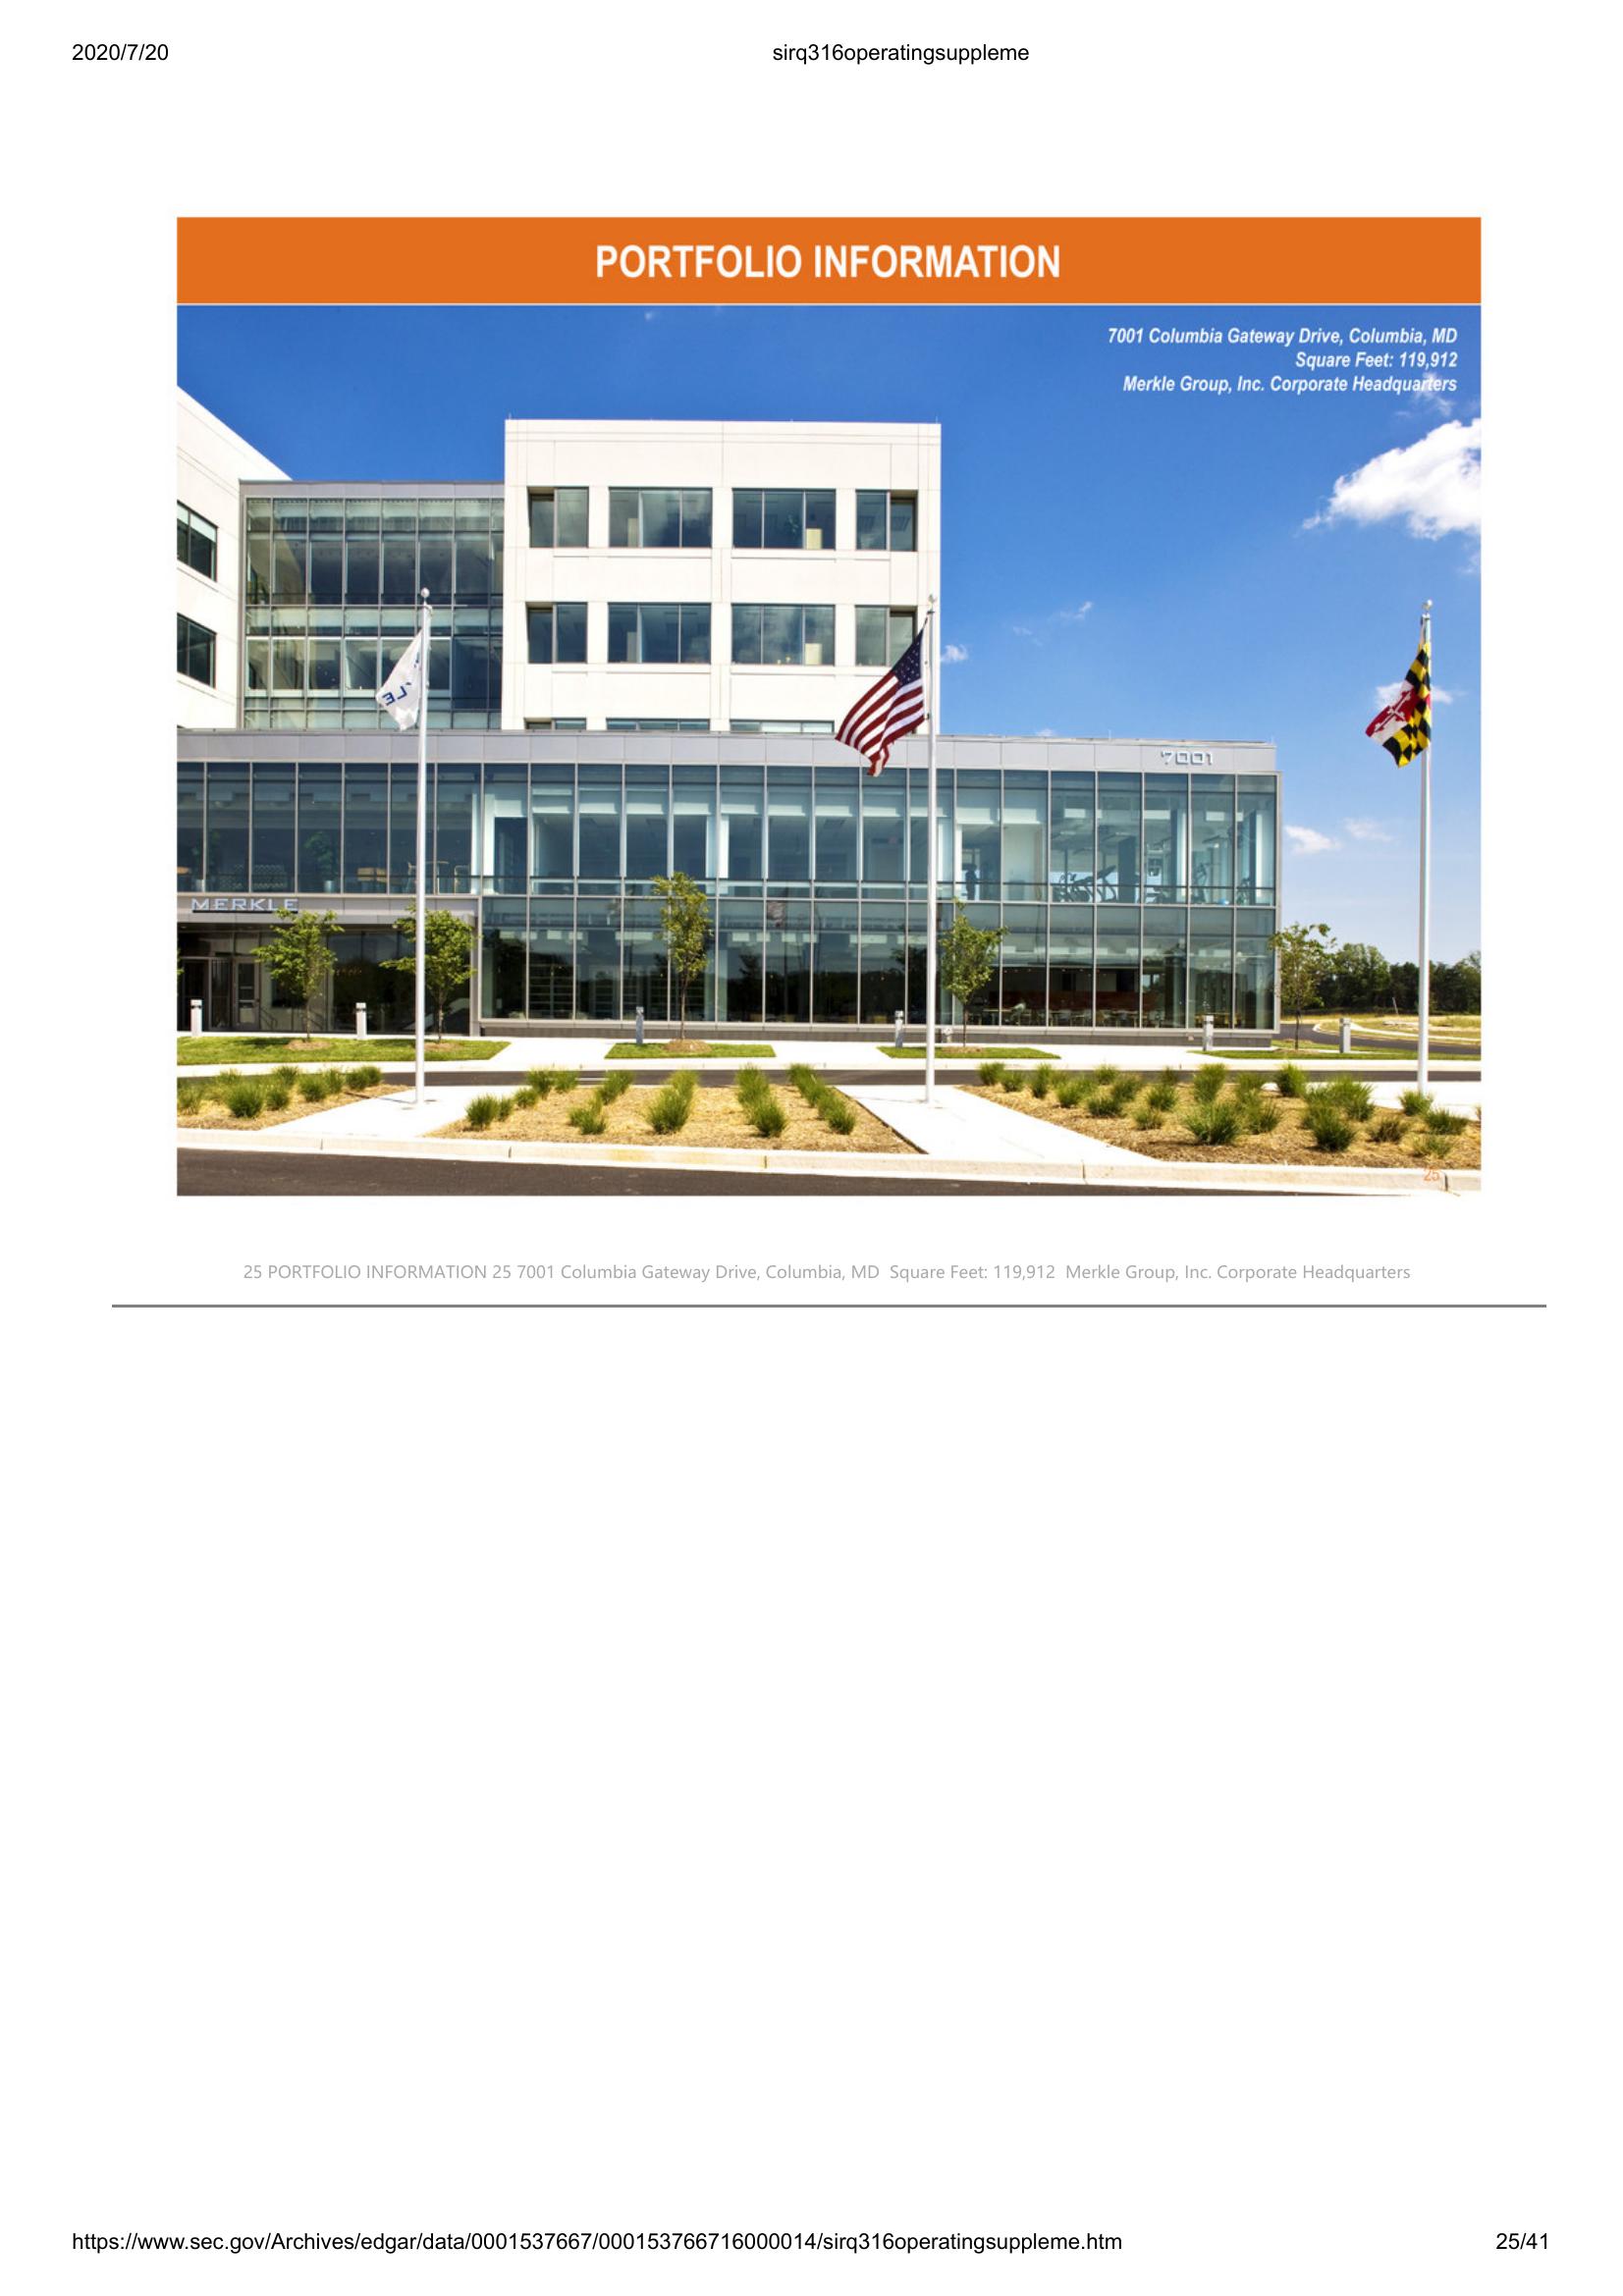 2020/7/20
sirq316operatingsuppleme
PORTFOLIO INFORMATION
7001 Columbia Gateway Drive, Columbia, MD
Square Feet: 119,912
Merkle Group, Inc. Corporate Headquarters
LE
7001
MERKLE
25
25 PORTFOLIO INFORMATION 25 7001 Columbia Gateway Drive, Columbia, MD Square Feet: 119,912 Merkle Group, Inc. Corporate Headquarters
https://www.sec.gov/Archives/edgar/data/0001537667/000153766716000014/sirq316operatingsuppleme.htm
25/41